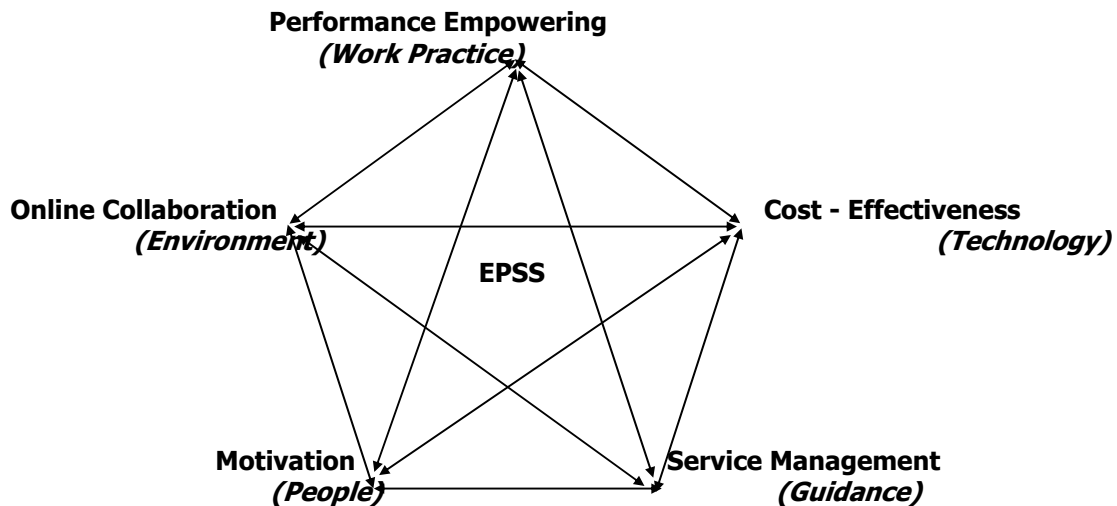 Performance Empowering
(Work Practice)
Online Collaboration
(Environment)
Cost - Effectiveness
(Technology)
EPSS
Motivation
(People)
Service Management
(Guidance)